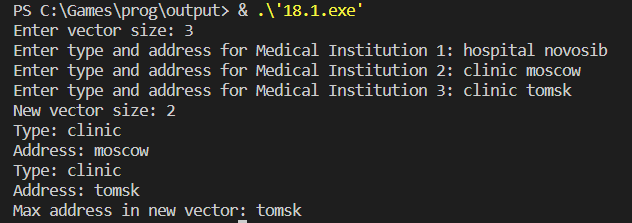 PS C:\Games\prog\output> & .\'18.1.exe'
Enter vector size: 3
Enter type and address for Medical Institution 1: hospital novosib
Enter type and address for Medical Institution 2: clinic moscow
Enter type and address for Medical Institution 3: clinic tomsk
New vector size: 2
Type: clinic
Address: moscow
Type: clinic
Address: tomsk
Max address in new vector: tomsk